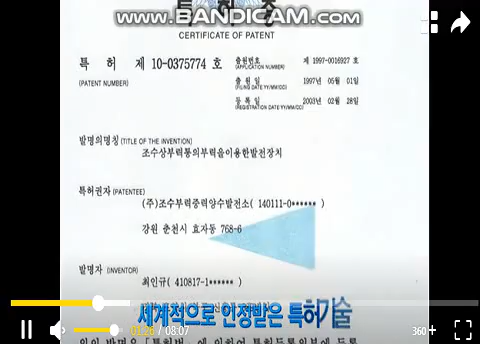 www.BANDICAM.com
CERTIFICATE OF PATENT
특 허 제 10-0375774 호
(PATENT NUMBER)
출원번호 제 1997-0016927 호
(APPLICATION NUMBER)
출 원 일 1997년 05월 01일
(FILING DATE:YY/MM/CC)
등 록 일 2003년 02월 28일
(REGISTRATION DATE:YY/MM/CC)
발명의명칭 (TITLE OF THE INVENTION)
조수상부력통의부력을이용한발전장치
특허권자 (PATENTEE)
(주)조수부력중력양수발전소( 140111-0****** )
강원 춘천시 효자동 768-6
발명자 (INVENTOR)
최인규( 410817-1****** )
세계적으로 인정받은 특허기술
01:26 / 08:07
360